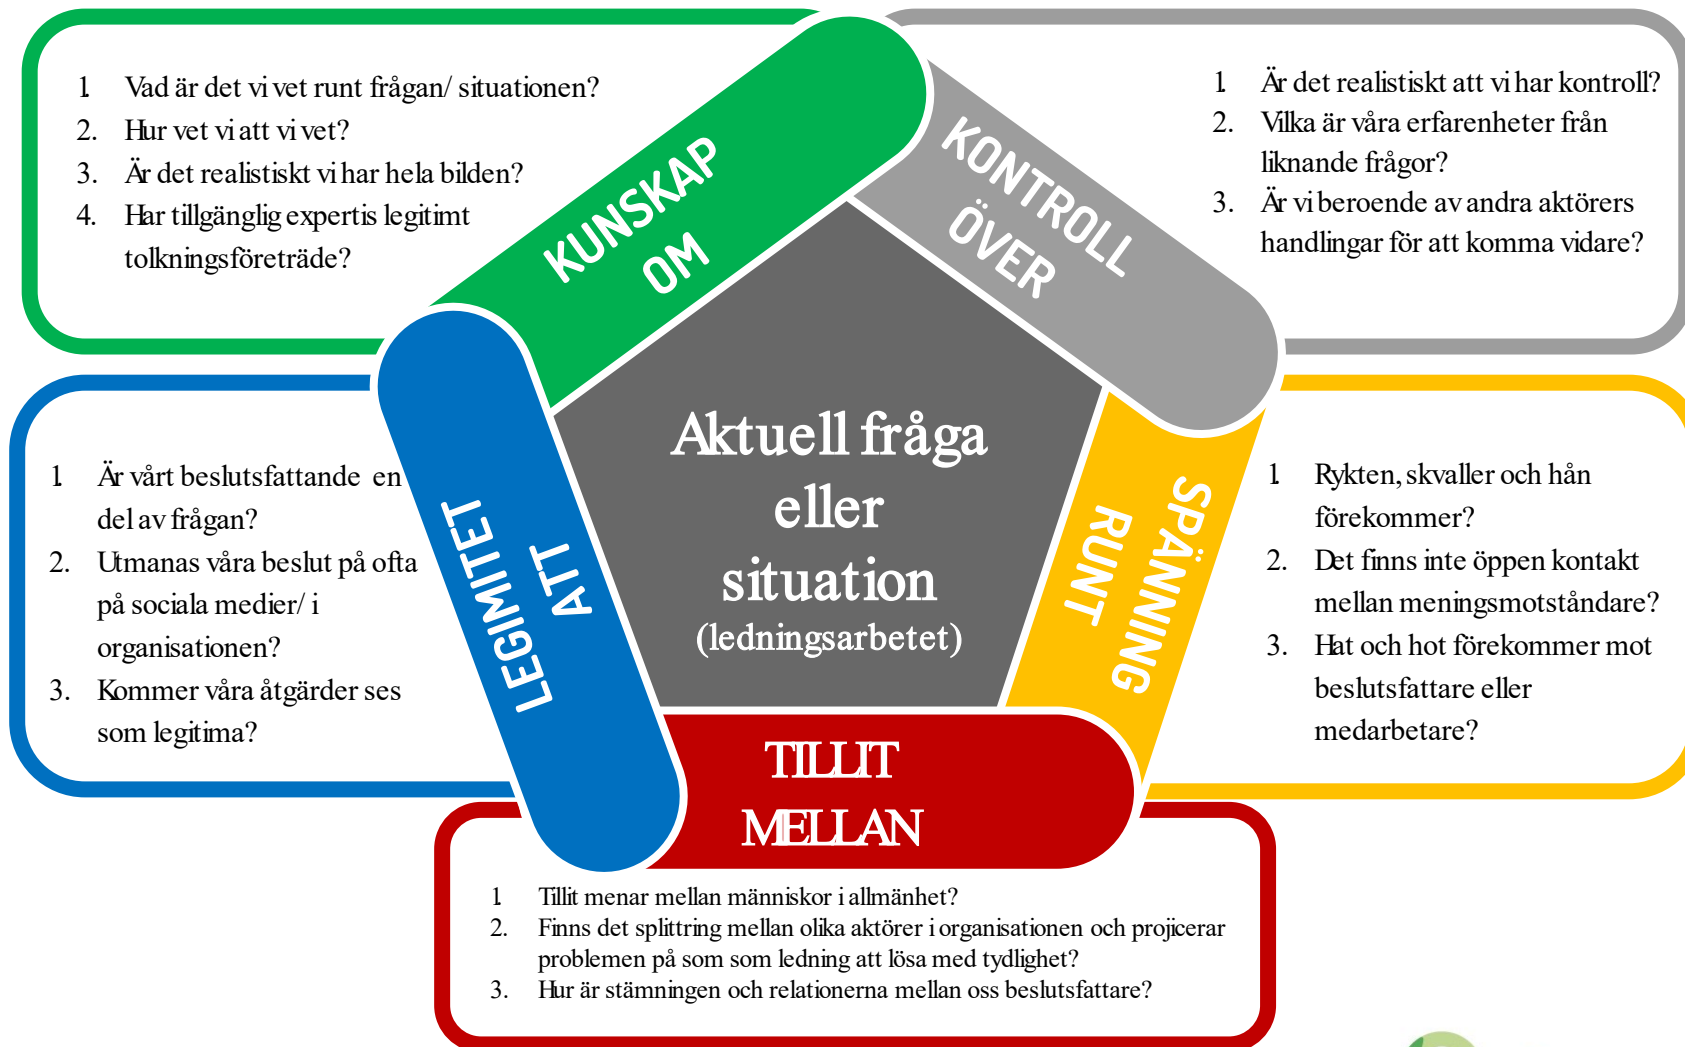 1. Vad är det vi vet runt frågan/ situationen?
2. Hur vet vi att vi vet?
3. Är det realistiskt vi har hela bilden?
4. Har tillgänglig expertis legitimt
tolkningsföreträde?
KUNSKAP
OM
KONTROLL
ÖVER
1. Är det realistiskt att vi har kontroll?
2. Vilka är våra erfarenheter från
liknande frågor?
3. Är vi beroende av andra aktörers
handlingar för att komma vidare?
1. Är vårt beslutsfattande en
del av frågan?
2. Utmanas våra beslut på ofta
på sociala medier/ i
organisationen?
3. Kommer våra åtgärder ses
som legitima?
LEGIMITET
ATT
Aktuell fråga
eller
situation
(ledningsarbetet)
SPÄNNING
RUNT
1. Rykten, skvaller och hån
förekommer?
2. Det finns inte öppen kontakt
mellan meningsmotståndare?
3. Hat och hot förekommer mot
beslutsfattare eller
medarbetare?
TILLIT
MELLAN
1. Tillit menar mellan människor i allmänhet?
2. Finns det splittring mellan olika aktörer i organisationen och projicerar
problemen på som som ledning att lösa med tydlighet?
3. Hur är stämningen och relationerna mellan oss beslutsfattare?